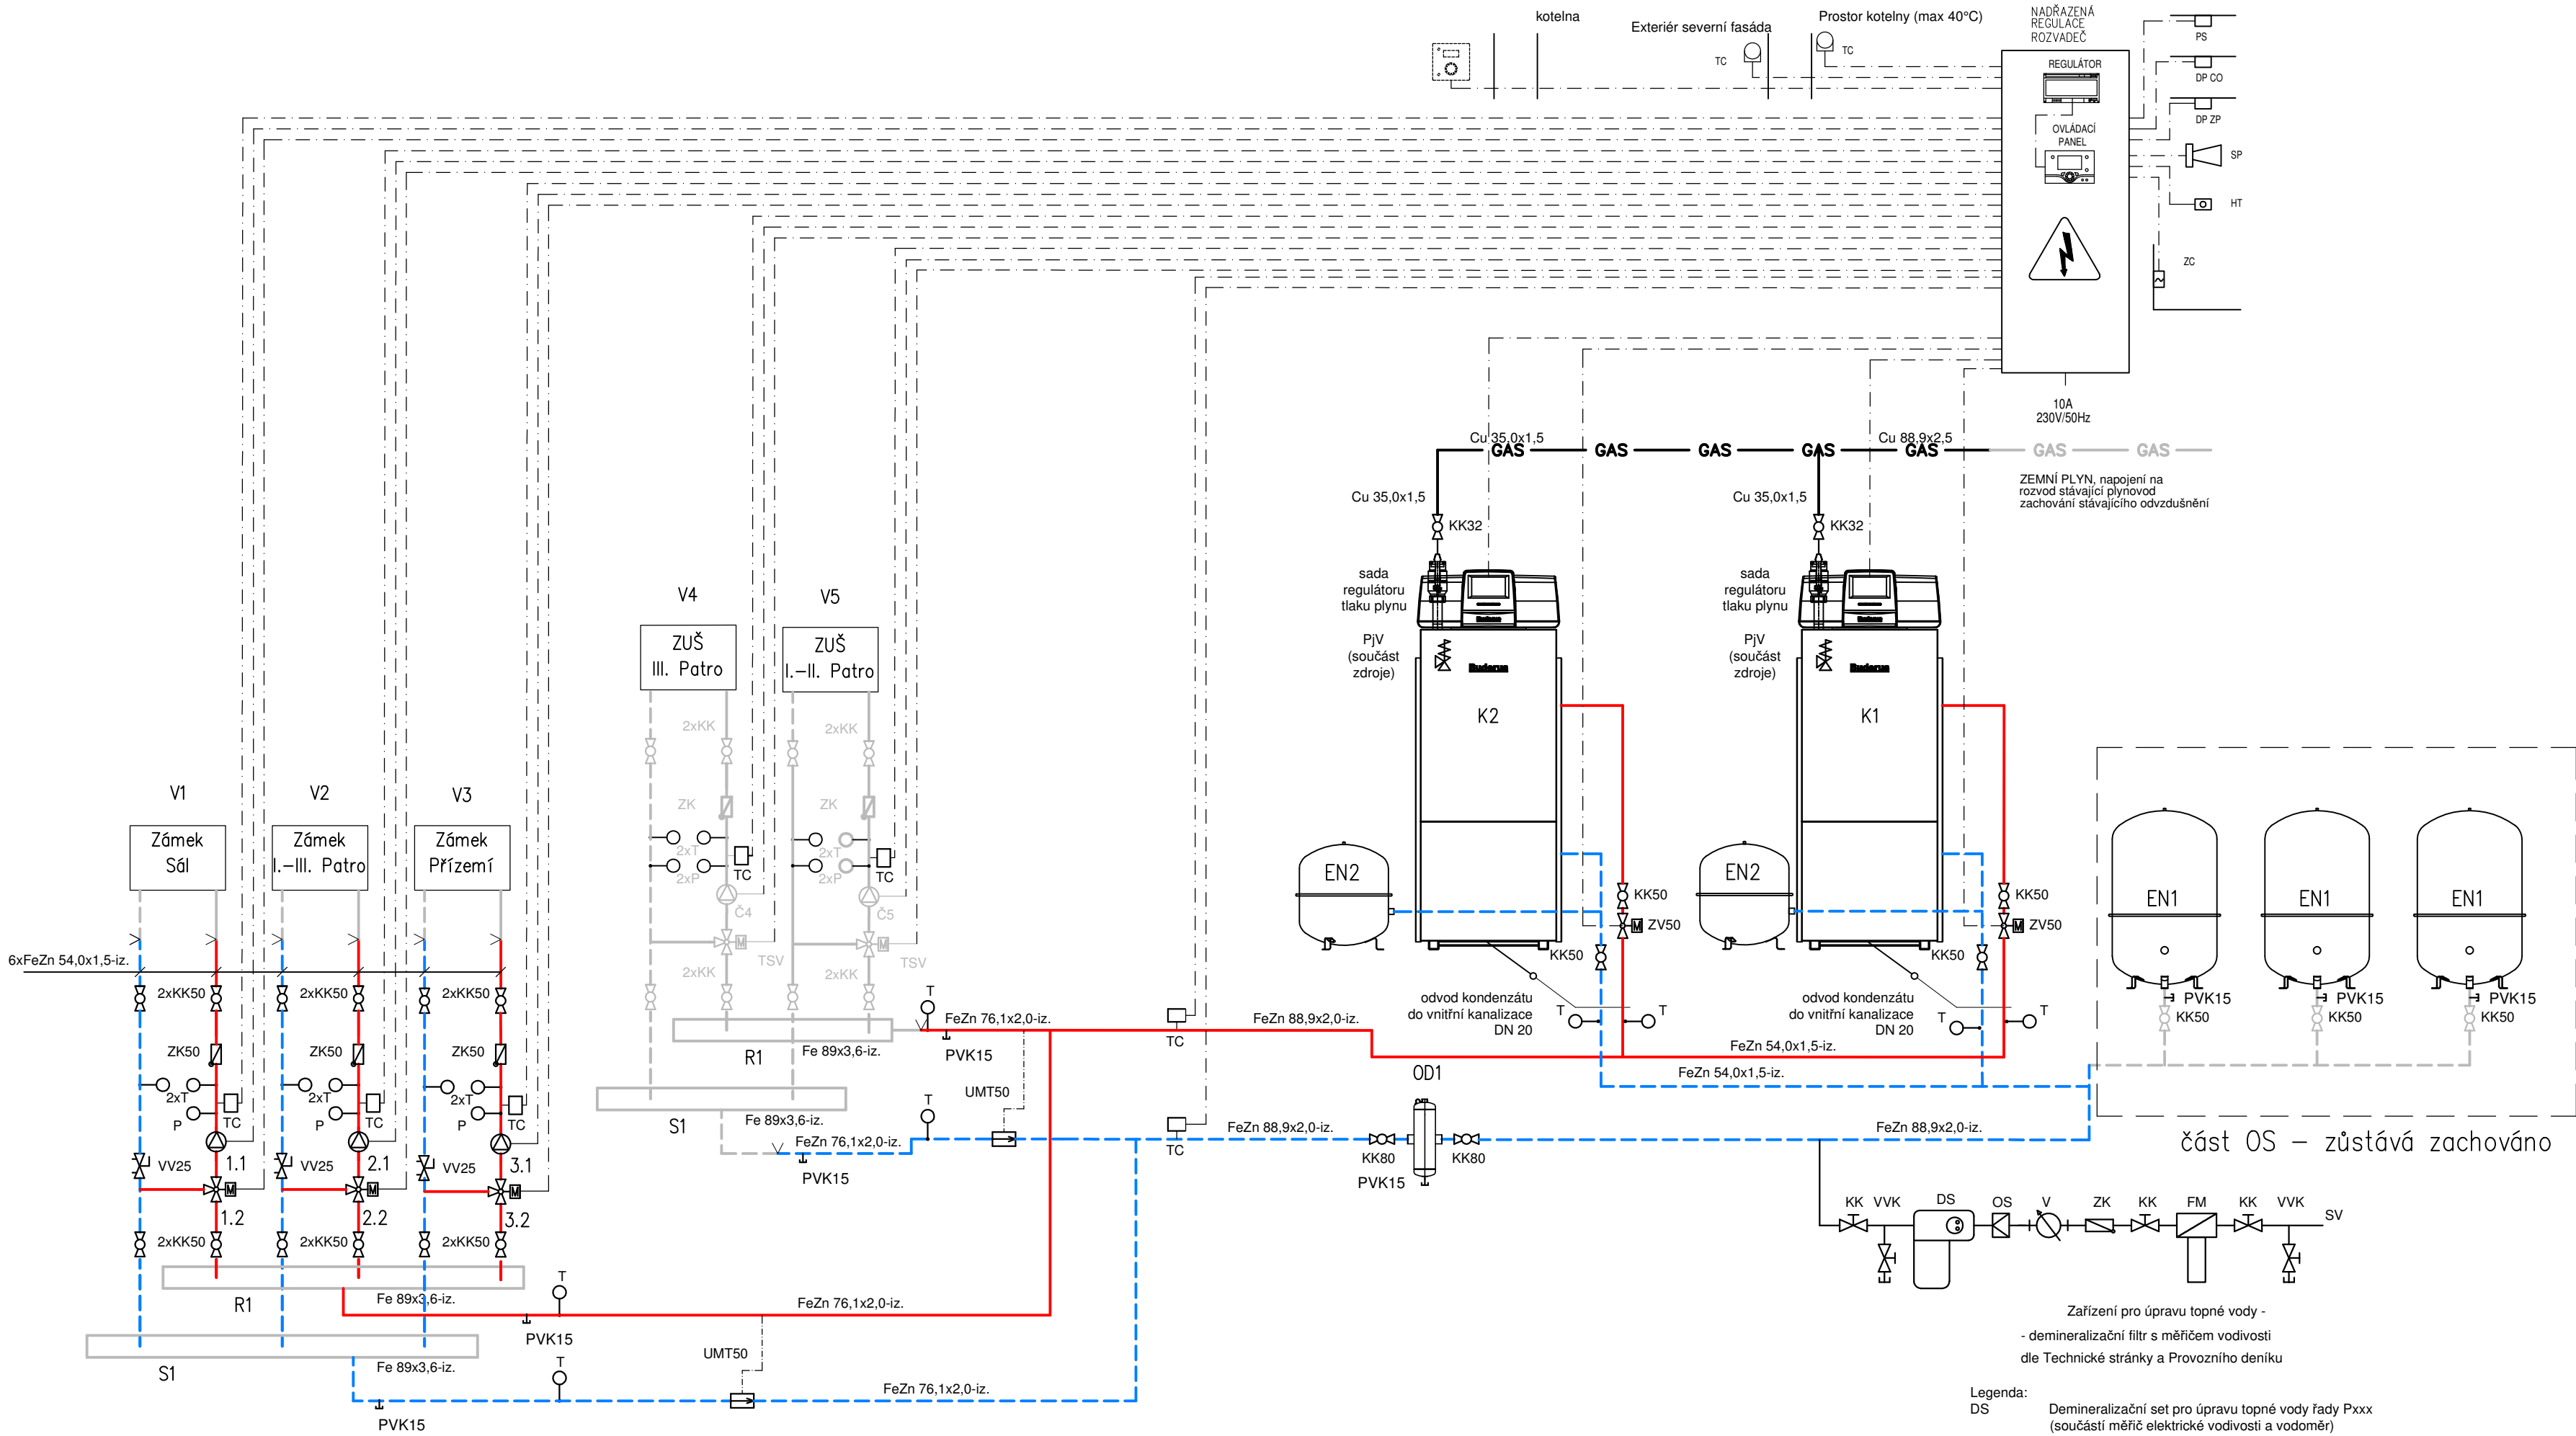 kotelna
Exteriér severní fasáda
Prostor kotelny (max 40°C)
TC
TC
NADŘAZENÁ
REGULACE
ROZVADĚČ
REGULÁTOR
OVLÁDACÍ
PANEL
PS
DP CO
DP ZP
SP
HT
ZC
10A
230V/50Hz
Cu 35,0x1,5
Cu 88,9x2,5
GAS GAS GAS GAS GAS GAS GAS
ZEMNÍ PLYN, napojení na
rozvod stávající plynovod
zachování stávajícího odvzdušnění
Cu 35,0x1,5
Cu 35,0x1,5
KK32
KK32
sada
regulátoru
tlaku plynu
PjV
(součást
zdroje)
Buderus
K2
sada
regulátoru
tlaku plynu
PjV
(součást
zdroje)
Buderus
K1
EN2
EN2
KK50
M ZV50
KK50
KK50
M ZV50
KK50
odvod kondenzátu
do vnitřní kanalizace
DN 20
T
T
odvod kondenzátu
do vnitřní kanalizace
DN 20
T
T
EN1
EN1
EN1
PVK15
PVK15
PVK15
KK50
KK50
KK50
část OS – zůstává zachováno
V4
V5
ZUŠ
III. Patro
ZUŠ
I.–II. Patro
2xKK
2xKK
ZK
ZK
2xT
2xT
2xP
2xP
TC
TC
Č4
Č5
M
M
TSV
TSV
2xKK
2xKK
V1
V2
V3
Zámek
Sál
Zámek
I.–III. Patro
Zámek
Přízemí
6xFeZn 54,0x1,5-iz.
2xKK50
2xKK50
2xKK50
ZK50
ZK50
ZK50
2xT
2xT
2xT
P
P
P
TC
TC
TC
VV25
VV25
VV25
1.1
2.1
3.1
M
M
M
1.2
2.2
3.2
2xKK50
2xKK50
2xKK50
R1
Fe 89x3,6-iz.
S1
Fe 89x3,6-iz.
T
PVK15
FeZn 76,1x2,0-iz.
UMT50
T
PVK15
FeZn 76,1x2,0-iz.
R1
Fe 89x3,6-iz.
S1
Fe 89x3,6-iz.
T
FeZn 76,1x2,0-iz.
PVK15
UMT50
T
FeZn 76,1x2,0-iz.
PVK15
TC
TC
FeZn 88,9x2,0-iz.
FeZn 54,0x1,5-iz.
FeZn 54,0x1,5-iz.
OD1
FeZn 88,9x2,0-iz.
KK80
KK80
PVK15
FeZn 88,9x2,0-iz.
KK
VVK
DS
OS
V
ZK
KK
FM
KK
VVK
SV
Zařízení pro úpravu topné vody -
- demineralizační filtr s měřičem vodivosti
dle Technické stránky a Provozního deníku
Legenda:
DS Demineralizační set pro úpravu topné vody řady Pxxx
(součástí měřič elektrické vodivosti a vodoměr)